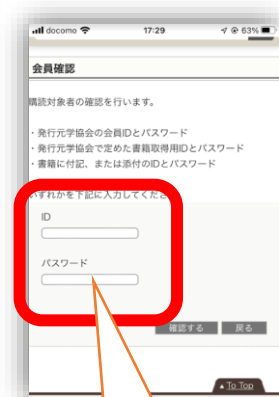 docomo 17:29 63%
会員確認
購読対象者の確認を行います。
・発行元学協会の会員IDとパスワード
・発行元学協会で定めた書籍取得用IDとパスワード
・書籍に付記、または添付のIDとパスワード
いずれかを下記に入力してくださ
ID
パスワード
確認する 戻る
▲To Top